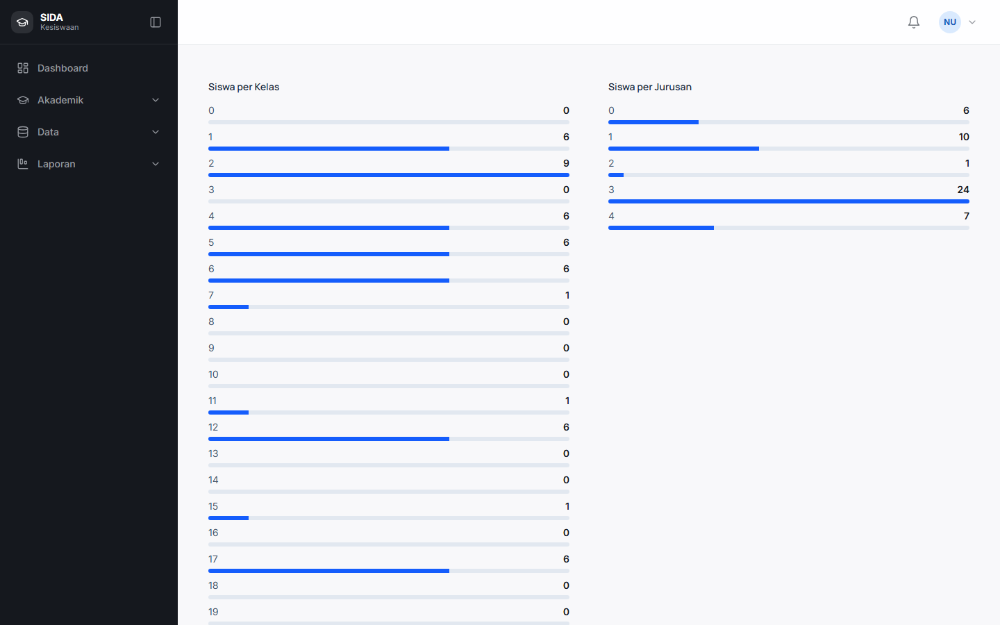 SIDA
Kesiswaan
Dashboard
Akademik
Data
Laporan
NU
Siswa per Kelas
0 0
1 6
2 9
3 0
4 6
5 6
6 6
7 1
8 0
9 0
10 0
11 1
12 6
13 0
14 0
15 1
16 0
17 6
18 0
19 0
Siswa per Jurusan
0 6
1 10
2 1
3 24
4 7